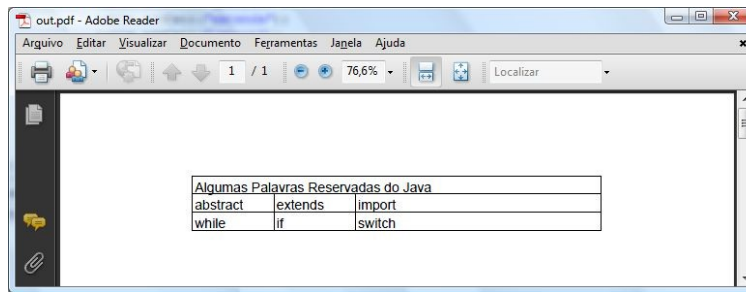 out.pdf - Adobe Reader
Arquivo Editar Visualizar Documento Ferramentas Janela Ajuda
1 / 1 76,6% Localizar
Algumas Palavras Reservadas do Java
abstract extends import
while if switch